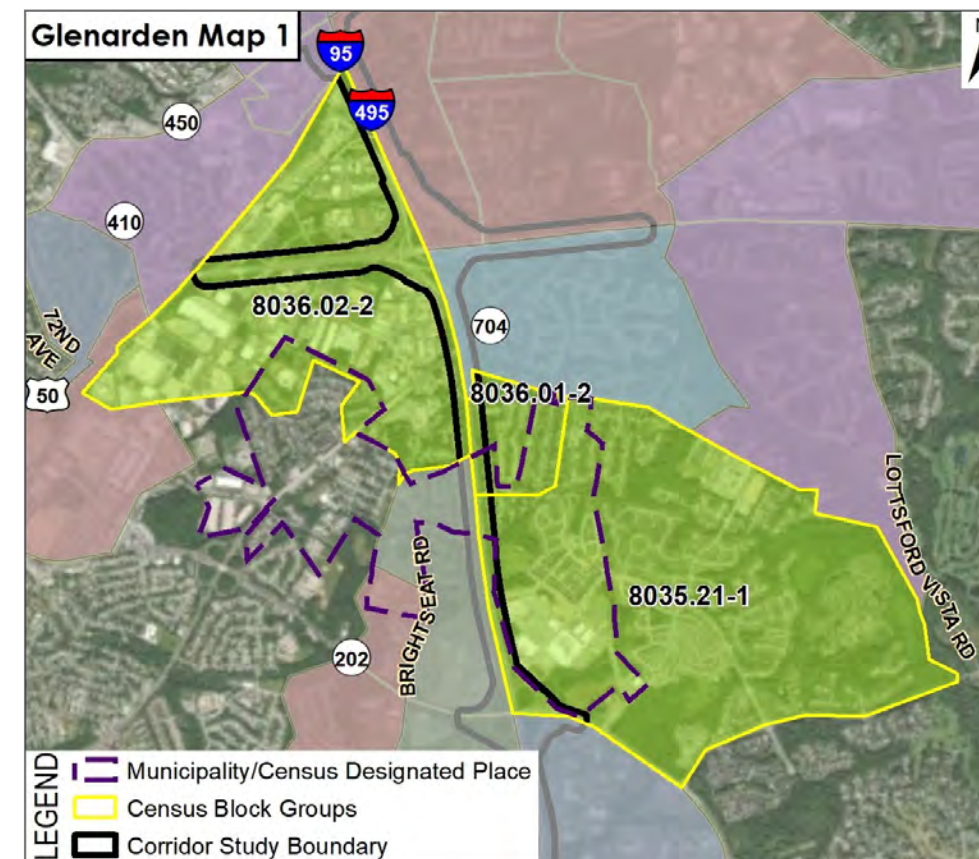 Glenarden Map 1
95
495
450
410
8036.02-2
704
72ND
AVE
50
8036.01-2
LOTTSFORD VISTA RD
8035.21-1
BRIGHTSEAT RD
202
LEGEND
Municipality/Census Designated Place
Census Block Groups
Corridor Study Boundary